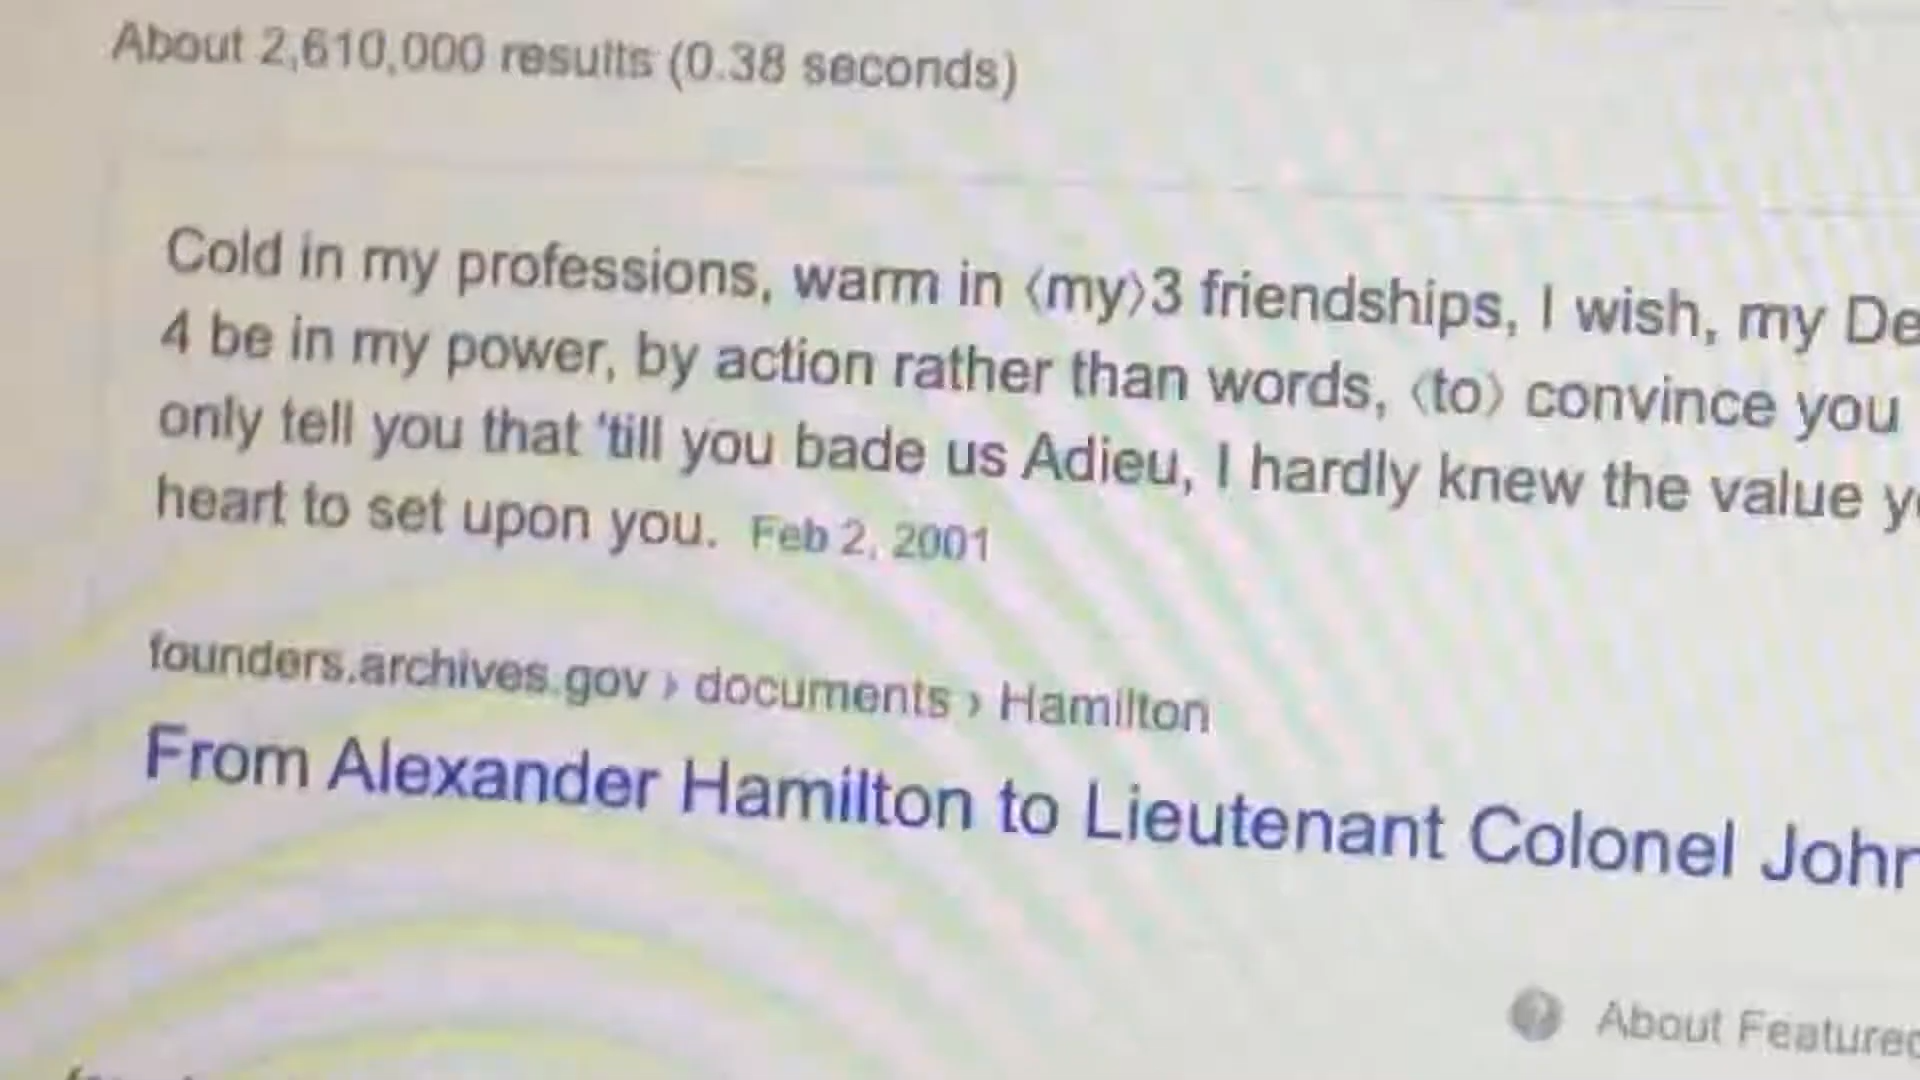 About 2,610,000 results (0.38 seconds)
Cold in my professions, warm in ⟨my⟩3 friendships, I wish, my De
4 be in my power, by action rather than words, ⟨to⟩ convince you
only tell you that ‘till you bade us Adieu, I hardly knew the value y
heart to set upon you. Feb 2, 2001
founders.archives.gov › documents › Hamilton
From Alexander Hamilton to Lieutenant Colonel John
About Featured